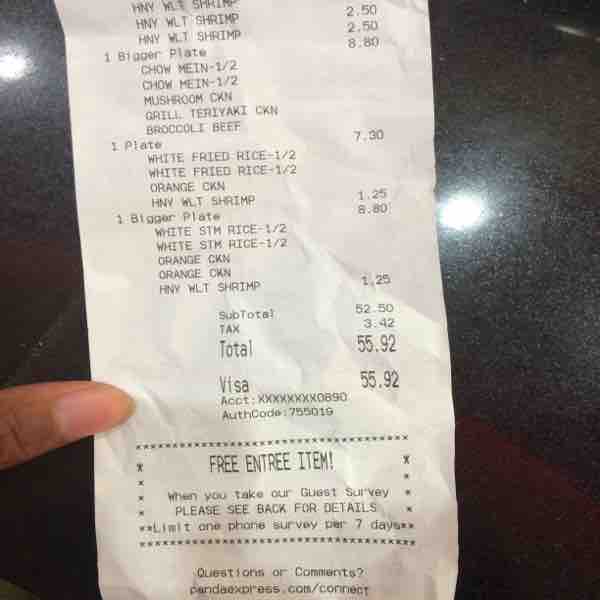 HNY WLT SHRIMP
HNY WLT SHRIMP 2.50
HNY WLT SHRIMP 2.50
1 Bigger Plate 8.80
CHOW MEIN-1/2
CHOW MEIN-1/2
MUSHROOM CKN
GRILL TERIYAKI CKN
BROCCOLI BEEF
1 Plate 7.30
WHITE FRIED RICE-1/2
WHITE FRIED RICE-1/2
ORANGE CKN
HNY WLT SHRIMP 1.25
1 Bigger Plate 8.80
WHITE STM RICE-1/2
WHITE STM RICE-1/2
ORANGE CKN
ORANGE CKN
HNY WLT SHRIMP 1.25
SubTotal 52.50
TAX 3.42
Total 55.92
Visa 55.92
Acct:XXXXXXXX0890
AuthCode:755019
FREE ENTREE ITEM!
When you take our Guest Survey
PLEASE SEE BACK FOR DETAILS
**Limit one phone survey per 7 days**
Questions or Comments?
pandaexpress.com/connect